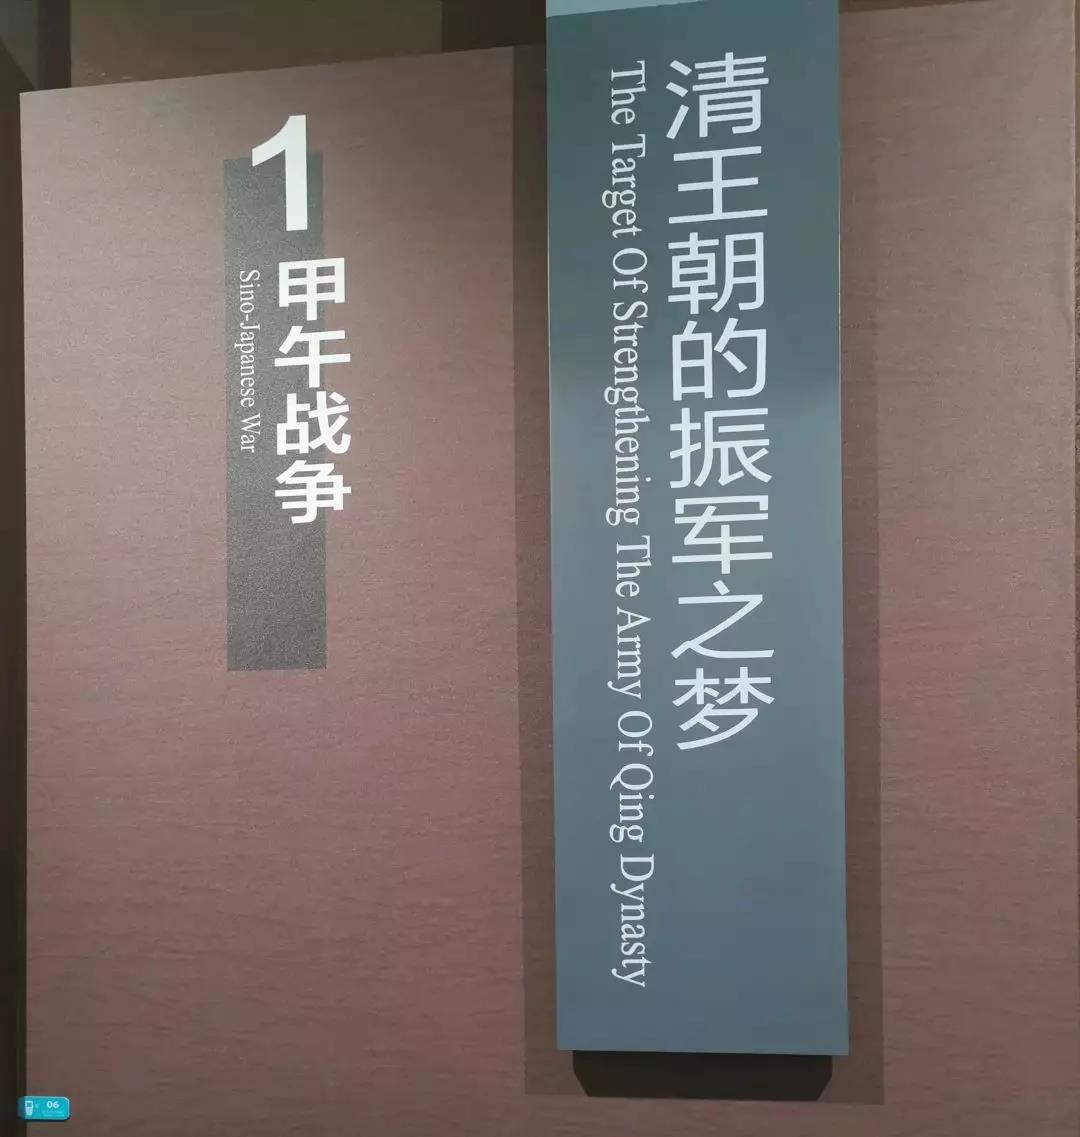 清王朝的振军之梦
The Target Of Strengthening The Army Of Qing Dynasty
1
甲午战争
Sino-Japanese War
06